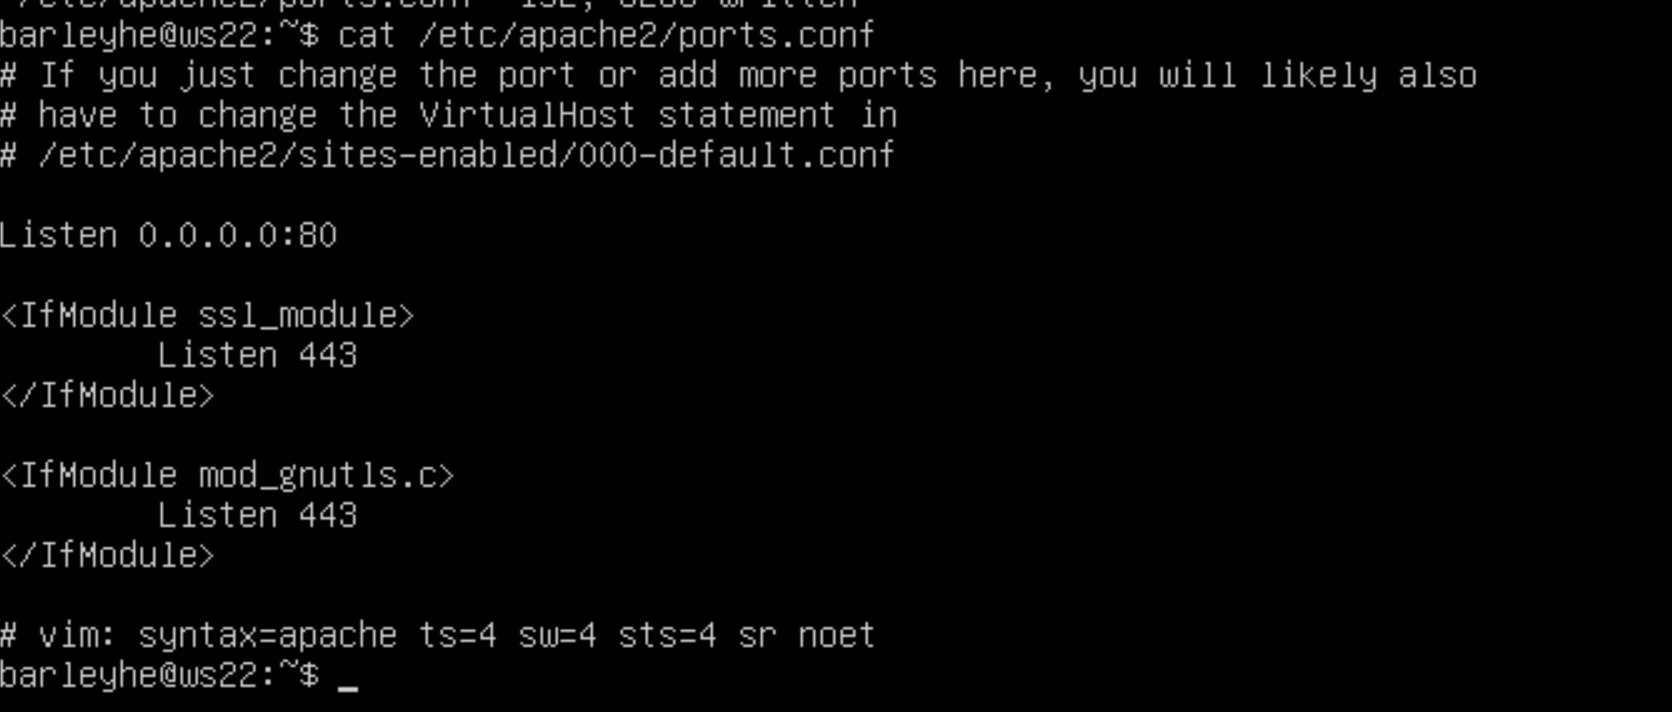 barleyhe@ws22:~$ cat /etc/apache2/ports.conf
# If you just change the port or add more ports here, you will likely also
# have to change the VirtualHost statement in
# /etc/apache2/sites-enabled/000-default.conf

Listen 0.0.0.0:80

<IfModule ssl_module>
        Listen 443
</IfModule>

<IfModule mod_gnutls.c>
        Listen 443
</IfModule>

# vim: syntax=apache ts=4 sw=4 sts=4 sr noet
barleyhe@ws22:~$ _